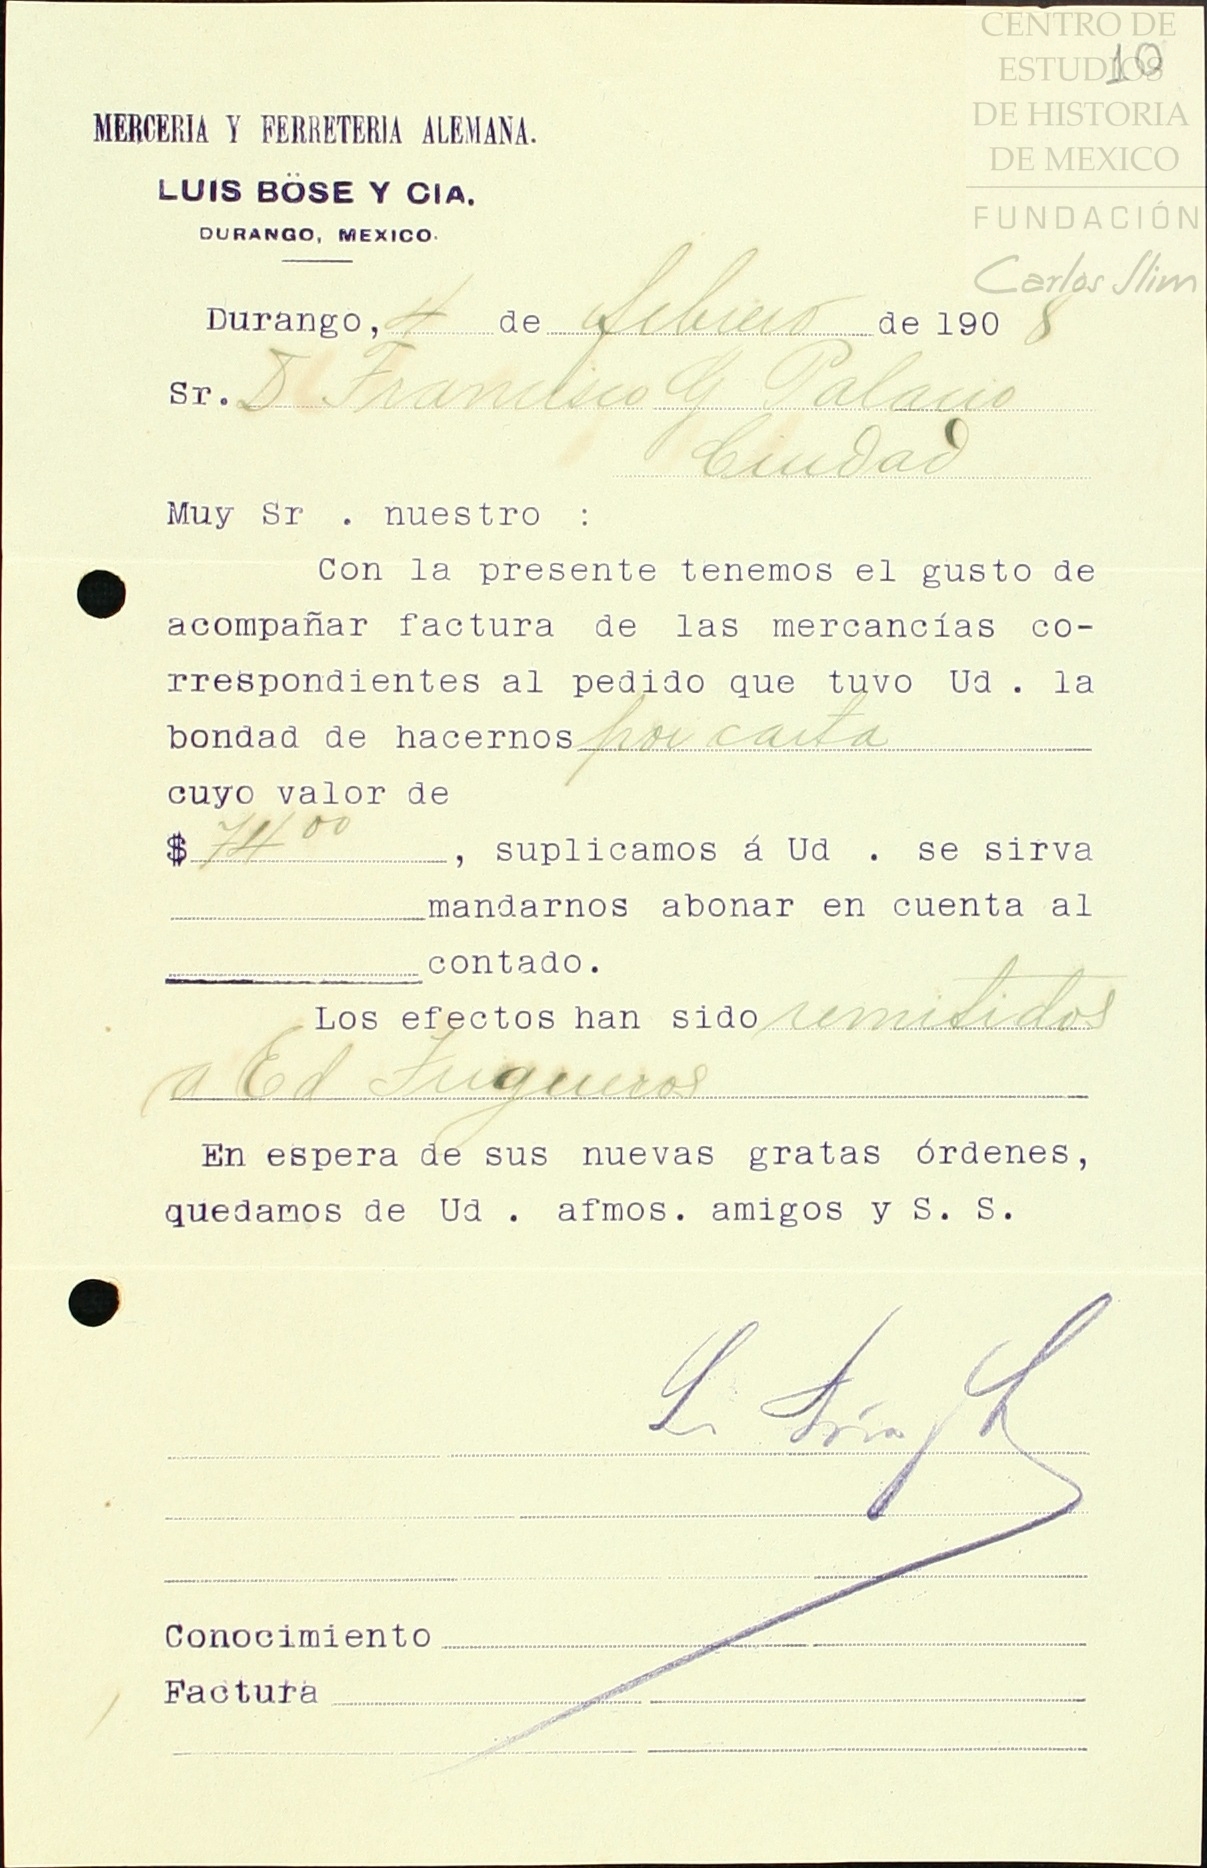 CENTRO DE
ESTUDIOS
DE HISTORIA
DE MEXICO
FUNDACIÓN
Carlos Slim
10
MERCERIA Y FERRETERIA ALEMANA.
LUIS BÖSE Y CIA.
DURANGO, MEXICO.
Durango, 4 de febrero de 1908
Sr. D Francisco G Palacio
Ciudad
Muy Sr . nuestro :
Con la presente tenemos el gusto de
acompañar factura de las mercancías co-
rrespondientes al pedido que tuvo Ud . la
bondad de hacernos por carta
cuyo valor de
$ 74 00 , suplicamos á Ud . se sirva
mandarnos abonar en cuenta al
contado.
Los efectos han sido remitidos
a Ed
En espera de sus nuevas gratas órdenes,
quedamos de Ud . afmos. amigos y S. S.
Conocimiento
Factura